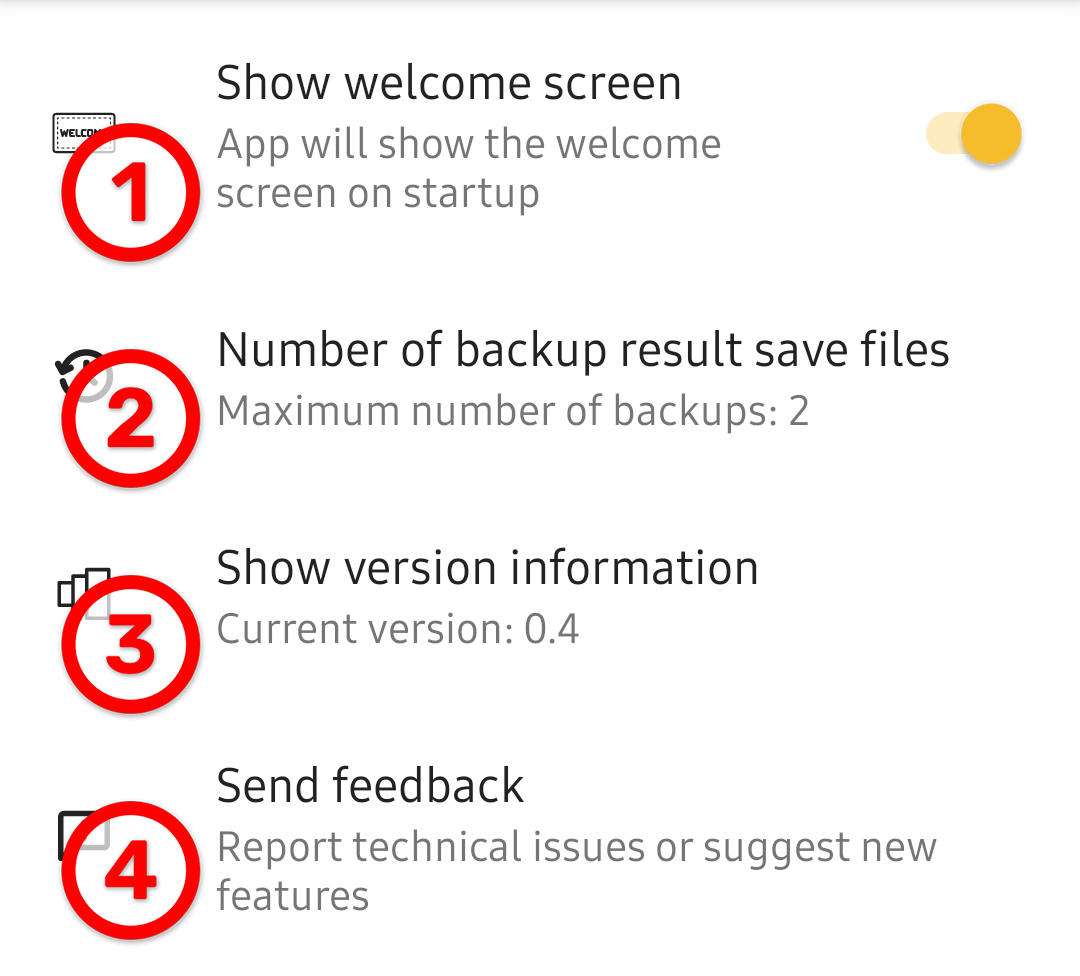 Show welcome screen
WELCOM
App will show the welcome
screen on startup
1
Number of backup result save files
Maximum number of backups: 2
2
Show version information
Current version: 0.4
3
Send feedback
Report technical issues or suggest new
features
4